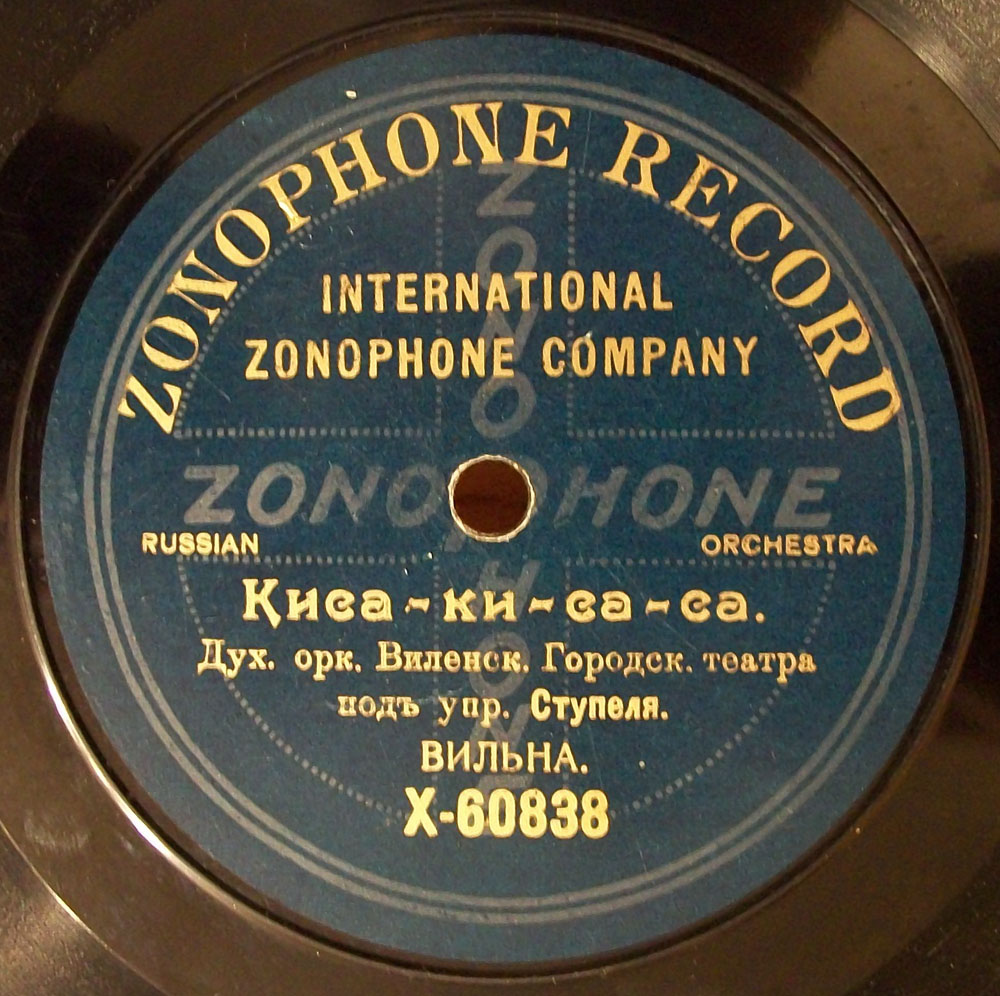 ZONOPHONE RECORD
INTERNATIONAL
ZONOPHONE COMPANY
ZONOPHONE
ZONOPHONE
RUSSIAN ORCHESTRA
Киса-ки-са-са.
Дух. орк. Виленск. Городск. театра
подъ упр. Ступеля.
ВИЛЬНА.
X-60838